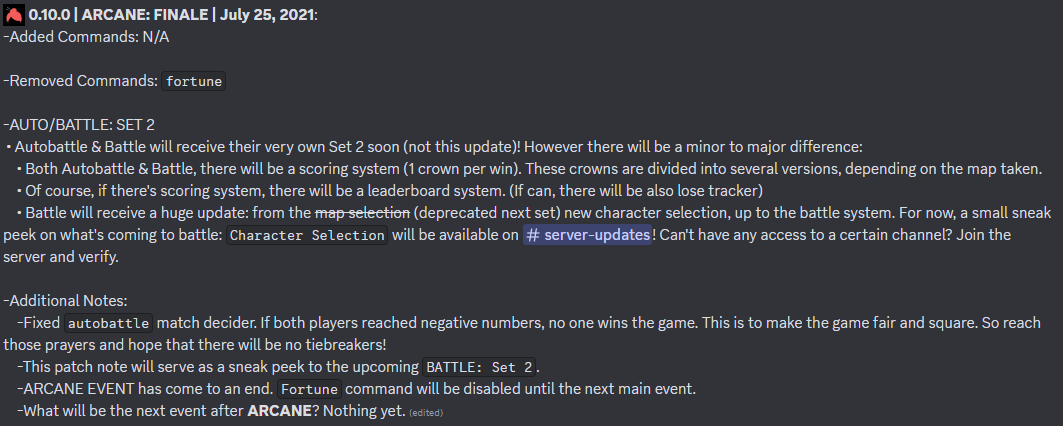 0.10.0 | ARCANE: FINALE | July 25, 2021:
-Added Commands: N/A
-Removed Commands: fortune
-AUTO/BATTLE: SET 2
• Autobattle & Battle will receive their very own Set 2 soon (not this update)! However there will be a minor to major difference:
• Both Autobattle & Battle, there will be a scoring system (1 crown per win). These crowns are divided into several versions, depending on the map taken.
• Of course, if there's scoring system, there will be a leaderboard system. (If can, there will be also lose tracker)
• Battle will receive a huge update: from the map selection (deprecated next set) new character selection, up to the battle system. For now, a small sneak
peek on what's coming to battle: Character Selection will be available on # server-updates! Can't have any access to a certain channel? Join the
server and verify.
-Additional Notes:
-Fixed autobattle match decider. If both players reached negative numbers, no one wins the game. This is to make the game fair and square. So reach
those prayers and hope that there will be no tiebreakers!
-This patch note will serve as a sneak peek to the upcoming BATTLE: Set 2.
-ARCANE EVENT has come to an end. Fortune command will be disabled until the next main event.
-What will be the next event after ARCANE? Nothing yet. (edited)